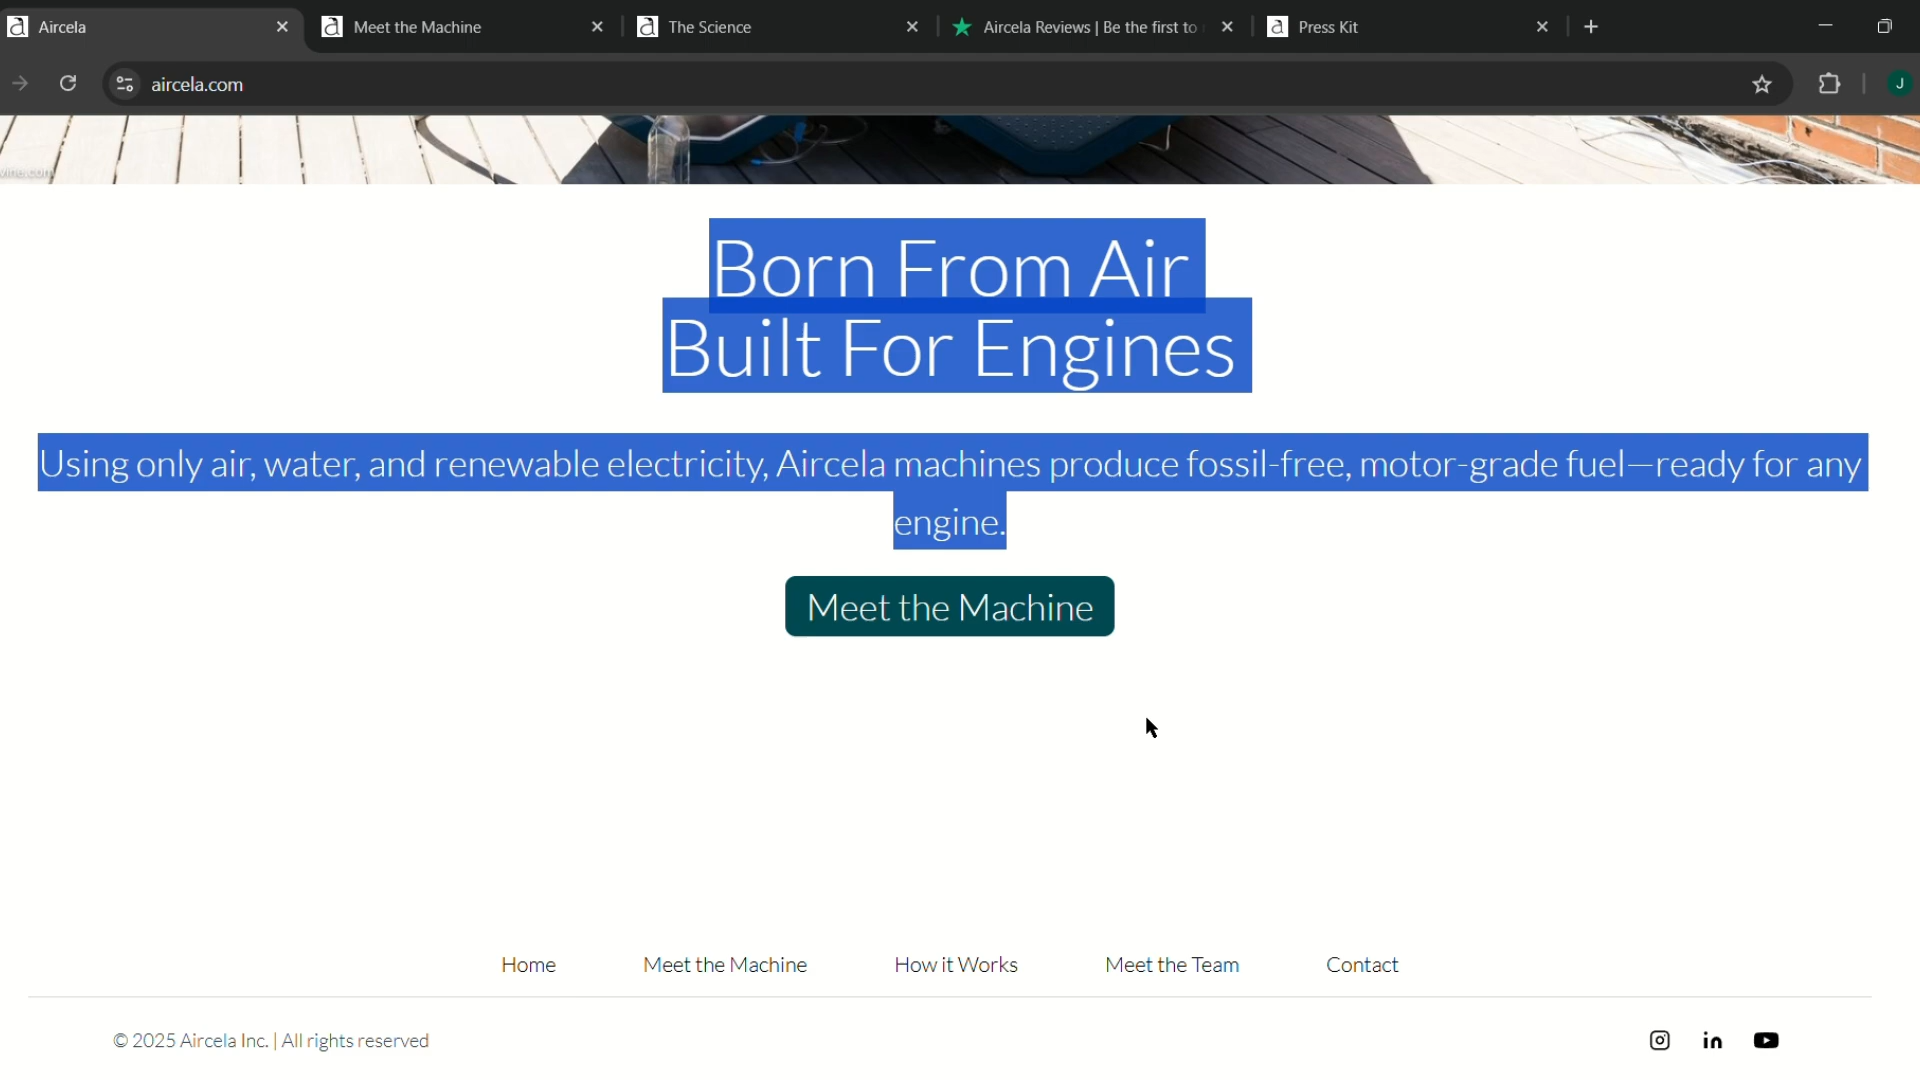 Aircela
Meet the Machine
The Science
Aircela Reviews | Be the first to
Press Kit
aircela.com
J
Born From Air
Built For Engines
Using only air, water, and renewable electricity, Aircela machines produce fossil-free, motor-grade fuel—ready for any
engine.
Meet the Machine
Home
Meet the Machine
How it Works
Meet the Team
Contact
© 2025 Aircela Inc. | All rights reserved